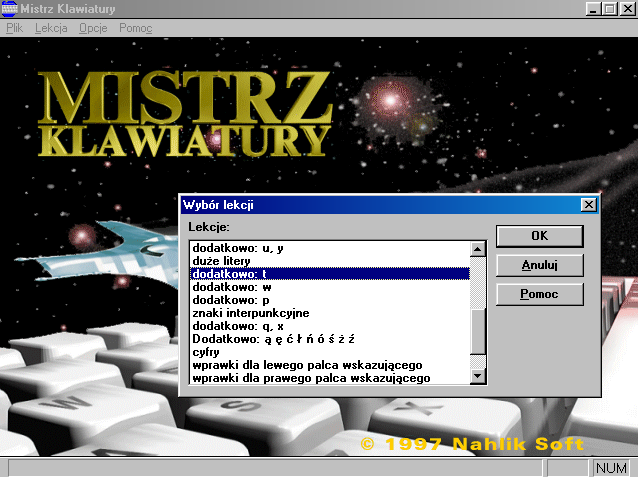 Mistrz Klawiatury
Plik Lekcja Opcje Pomoc
MISTRZ
KLAWIATURY
Wybór lekcji
Lekcje:
dodatkowo: u, y
duże litery
dodatkowo: t
dodatkowo: w
dodatkowo: p
znaki interpunkcyjne
dodatkowo: q, x
Dodatkowo: ą ę ć ł ń ó ś ż ź
cyfry
wprawki dla lewego palca wskazującego
wprawki dla prawego palca wskazującego
OK
Anuluj
Pomoc
W
S
X
© 1997 Nahlik Soft
NUM